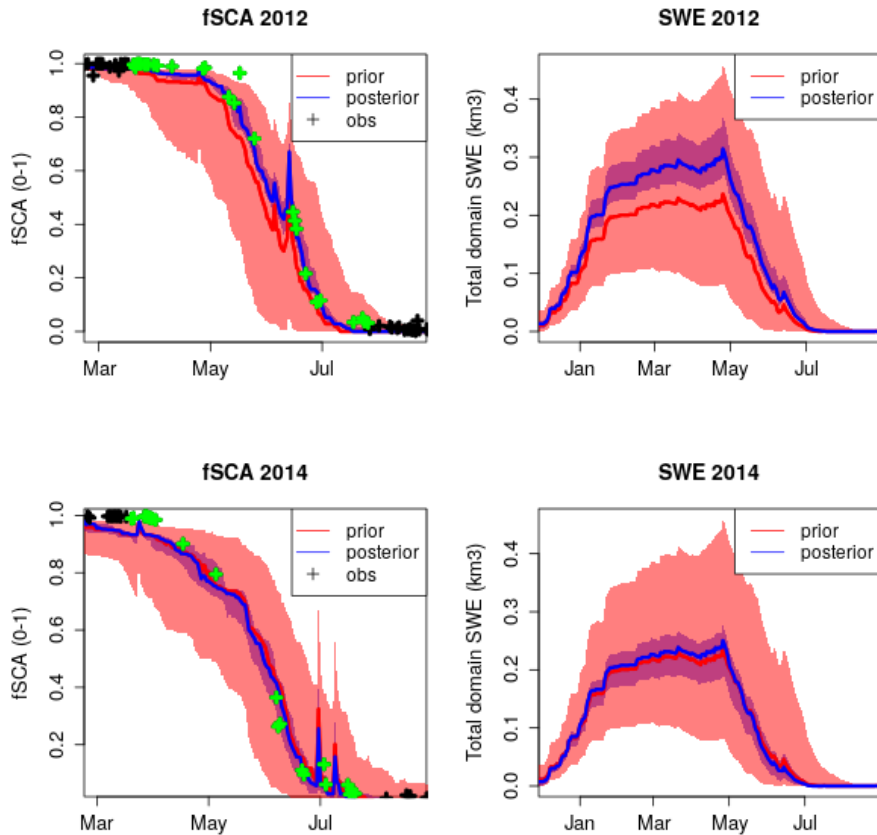 fSCA 2012
fSCA (0-1)
0.0 0.2 0.4 0.6 0.8 1.0
prior
posterior
obs
Mar May Jul
SWE 2012
Total domain SWE (km3)
0.0 0.1 0.2 0.3 0.4
prior
posterior
Jan Mar May Jul
fSCA 2014
fSCA (0-1)
0.2 0.4 0.6 0.8 1.0
prior
posterior
obs
Mar May Jul
SWE 2014
Total domain SWE (km3)
0.0 0.1 0.2 0.3 0.4
prior
posterior
Jan Mar May Jul